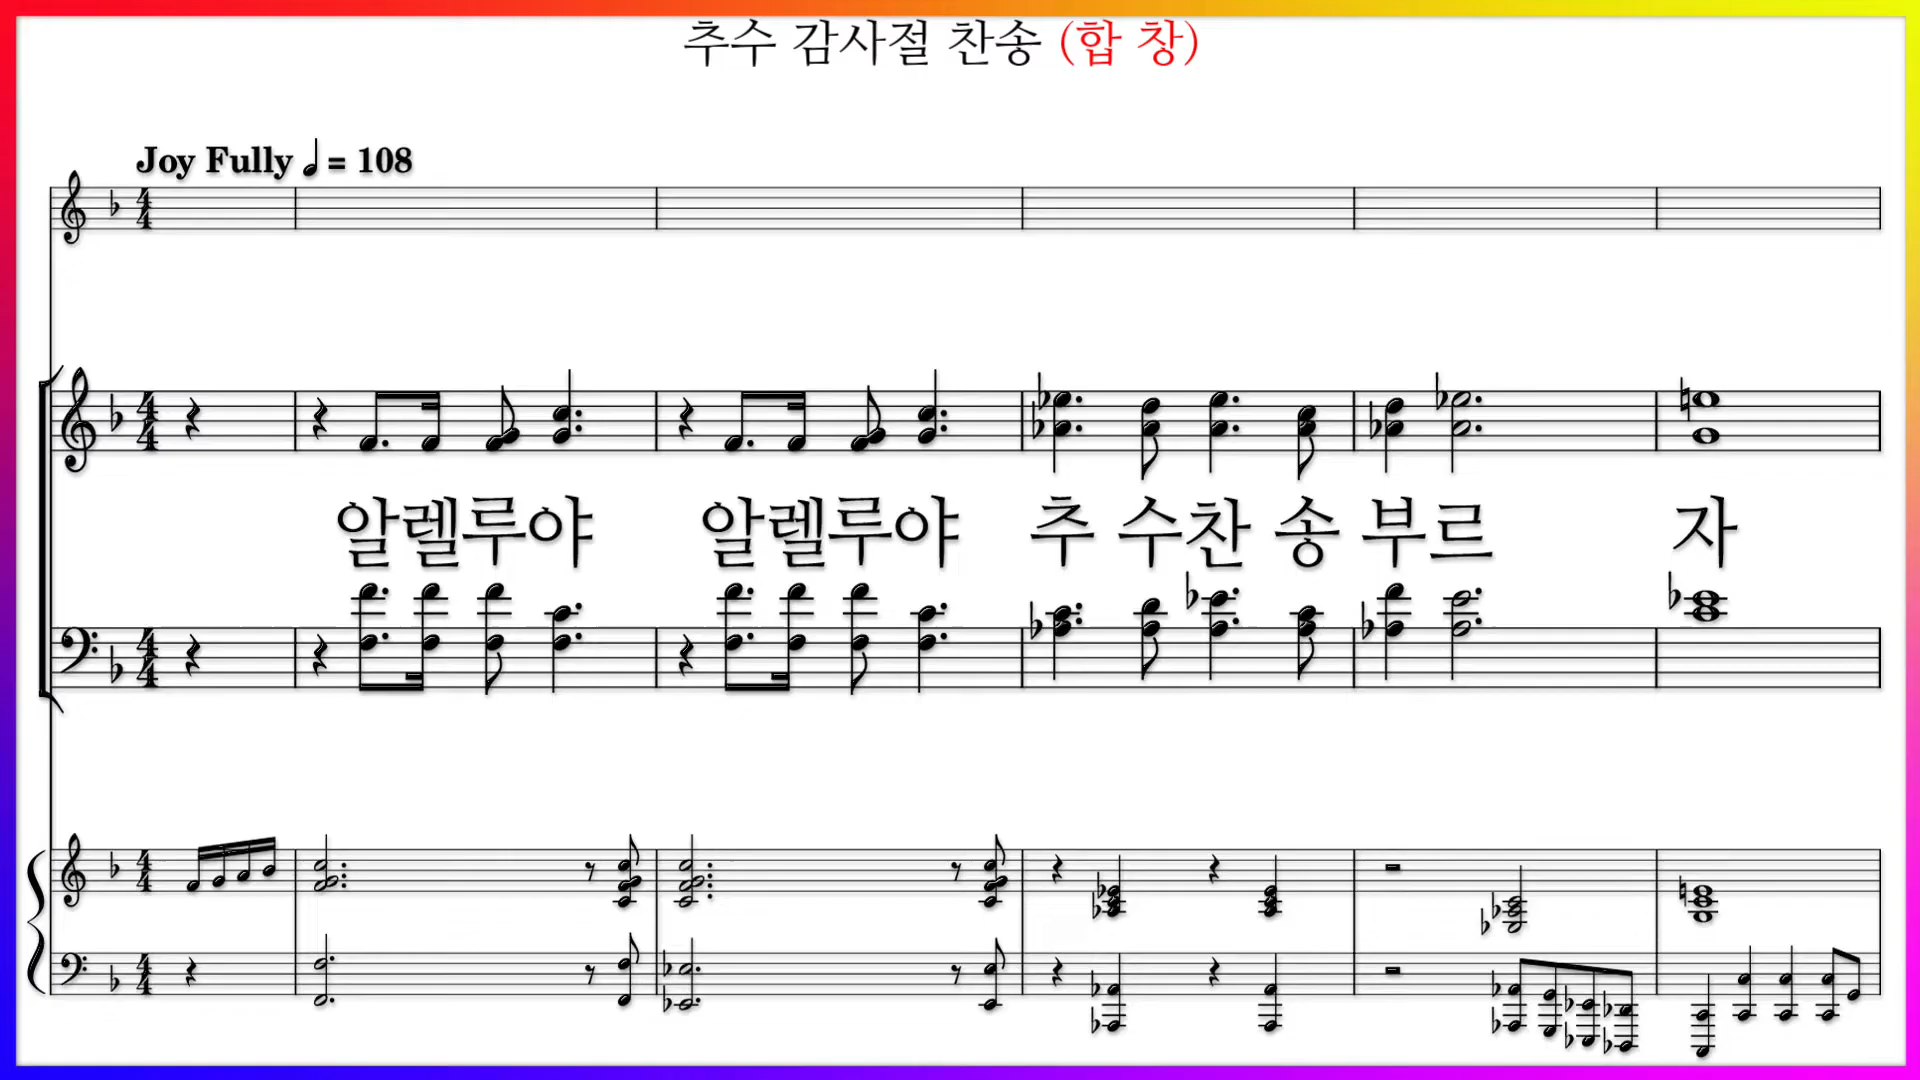 추수 감사절 찬송 (합 창)
Joy Fully 𝅗𝅥 = 108
알렐루야 알렐루야 추 수찬 송 부르 자